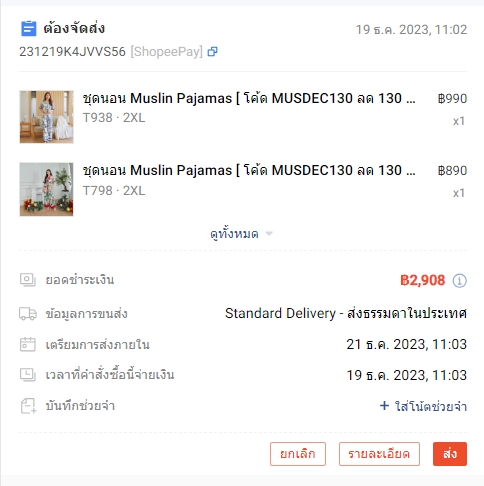 ต้องจัดส่ง
19 ธ.ค. 2023, 11:02
231219K4JVVS56 [ShopeePay]
ชุดนอน Muslin Pajamas [ โค้ด MUSDEC130 ลด 130 ...
฿990
T938 · 2XL
x1
ชุดนอน Muslin Pajamas [ โค้ด MUSDEC130 ลด 130 ...
฿890
T798 · 2XL
x1
ดูทั้งหมด
ยอดชำระเงิน
฿2,908
ข้อมูลการขนส่ง
Standard Delivery - ส่งธรรมดาในประเทศ
เตรียมการส่งภายใน
21 ธ.ค. 2023, 11:03
เวลาที่คำสั่งซื้อนี้จ่ายเงิน
19 ธ.ค. 2023, 11:03
บันทึกช่วยจำ
+ ใส่โน้ตช่วยจำ
ยกเลิก
รายละเอียด
ส่ง